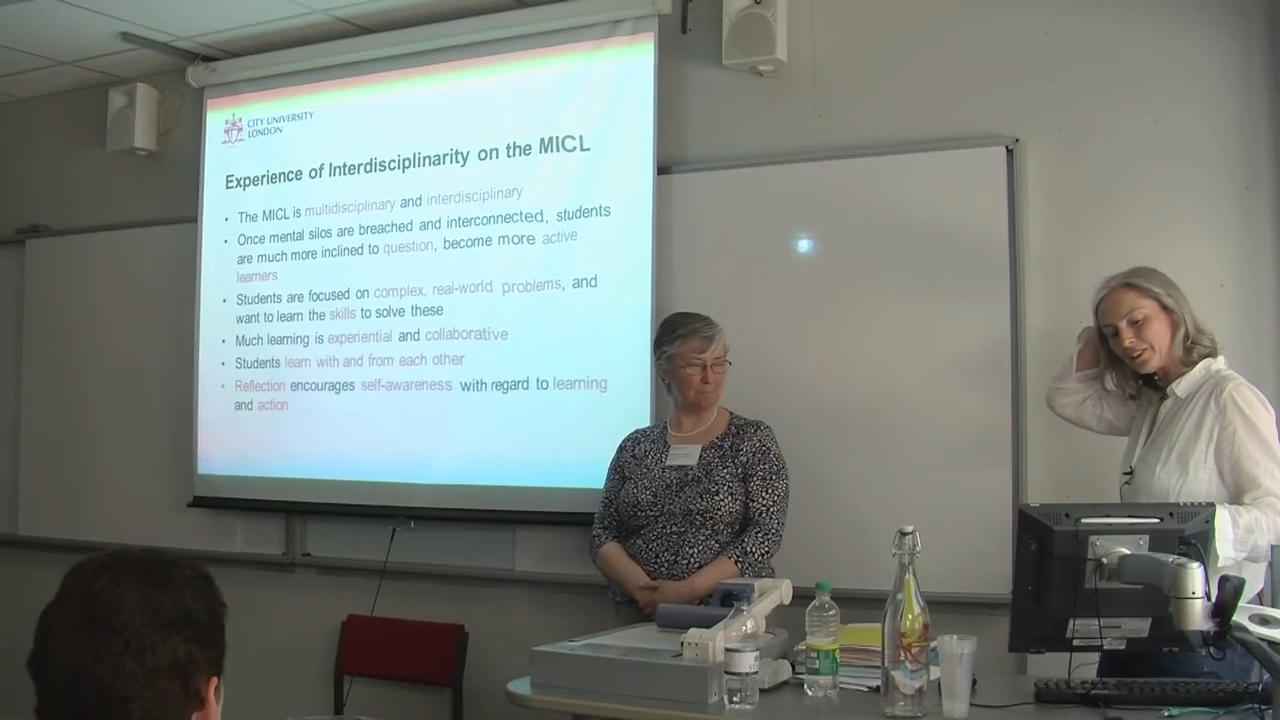 CITY UNIVERSITY
LONDON
Experience of Interdisciplinarity on the MICL
• The MICL is multidisciplinary and interdisciplinary
• Once mental silos are breached and interconnected, students
are much more inclined to question, become more active
learners
• Students are focused on complex, real-world problems, and
want to learn the skills to solve these
• Much learning is experiential and collaborative
• Students learn with and from each other
• Reflection encourages self-awareness with regard to learning
and action